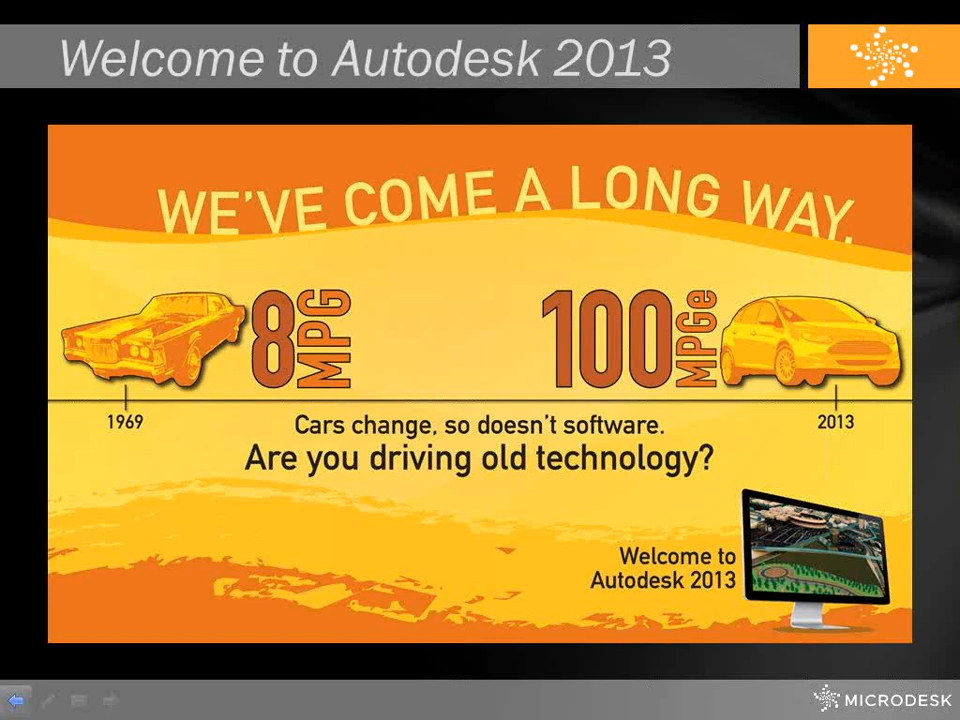 Welcome to Autodesk 2013
WE'VE COME A LONG WAY.
8 MPG
100 MPGe
1969
2013
Cars change, so doesn't software.
Are you driving old technology?
Welcome to
Autodesk 2013
MICRODESK